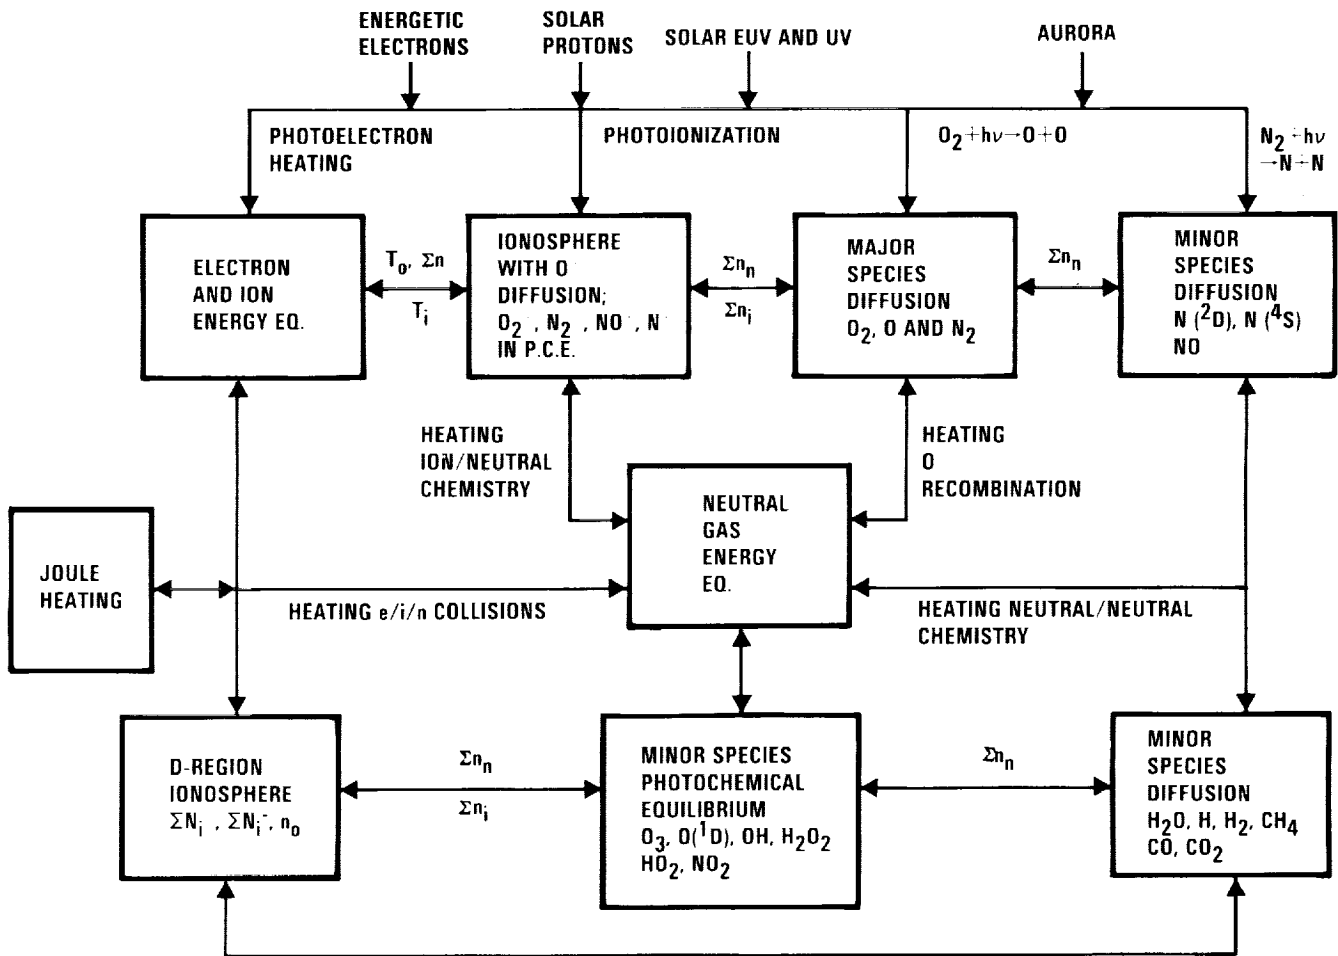 ENERGETIC
ELECTRONS
SOLAR
PROTONS
SOLAR EUV AND UV
AURORA
PHOTOELECTRON
HEATING
PHOTOIONIZATION
O₂+hν→O+O
N₂+hν
→N+N
ELECTRON
AND ION
ENERGY EQ.
Tₒ, Σn
Tᵢ
IONOSPHERE
WITH O
DIFFUSION;
O₂, N₂, NO, N
IN P.C.E.
Σnₙ
Σnᵢ
MAJOR
SPECIES
DIFFUSION
O₂, O AND N₂
Σnₙ
MINOR
SPECIES
DIFFUSION
N (²D), N (⁴S)
NO
HEATING
ION/NEUTRAL
CHEMISTRY
NEUTRAL
GAS
ENERGY
EQ.
HEATING
O
RECOMBINATION
JOULE
HEATING
HEATING e/i/n COLLISIONS
HEATING NEUTRAL/NEUTRAL
CHEMISTRY
D-REGION
IONOSPHERE
ΣNᵢ, ΣNᵢ⁻, nₒ
Σnₙ
Σnᵢ
MINOR SPECIES
PHOTOCHEMICAL
EQUILIBRIUM
O₃, O(¹D), OH, H₂O₂
HO₂, NO₂
Σnₙ
MINOR
SPECIES
DIFFUSION
H₂O, H, H₂, CH₄
CO, CO₂